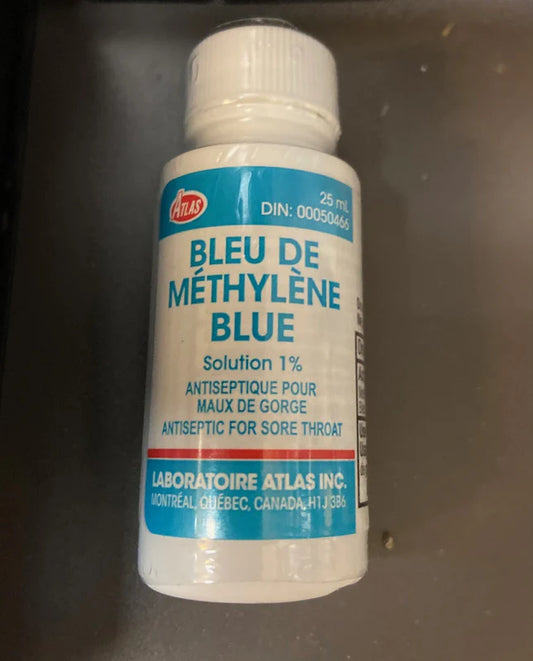 ATLAS
25 mL
DIN: 00050466
BLEU DE
MÉTHYLÈNE
BLUE
Solution 1%
ANTISEPTIQUE POUR
MAUX DE GORGE
ANTISEPTIC FOR SORE THROAT
LABORATOIRE ATLAS INC.
MONTRÉAL, QUÉBEC, CANADA, H1J 3B6